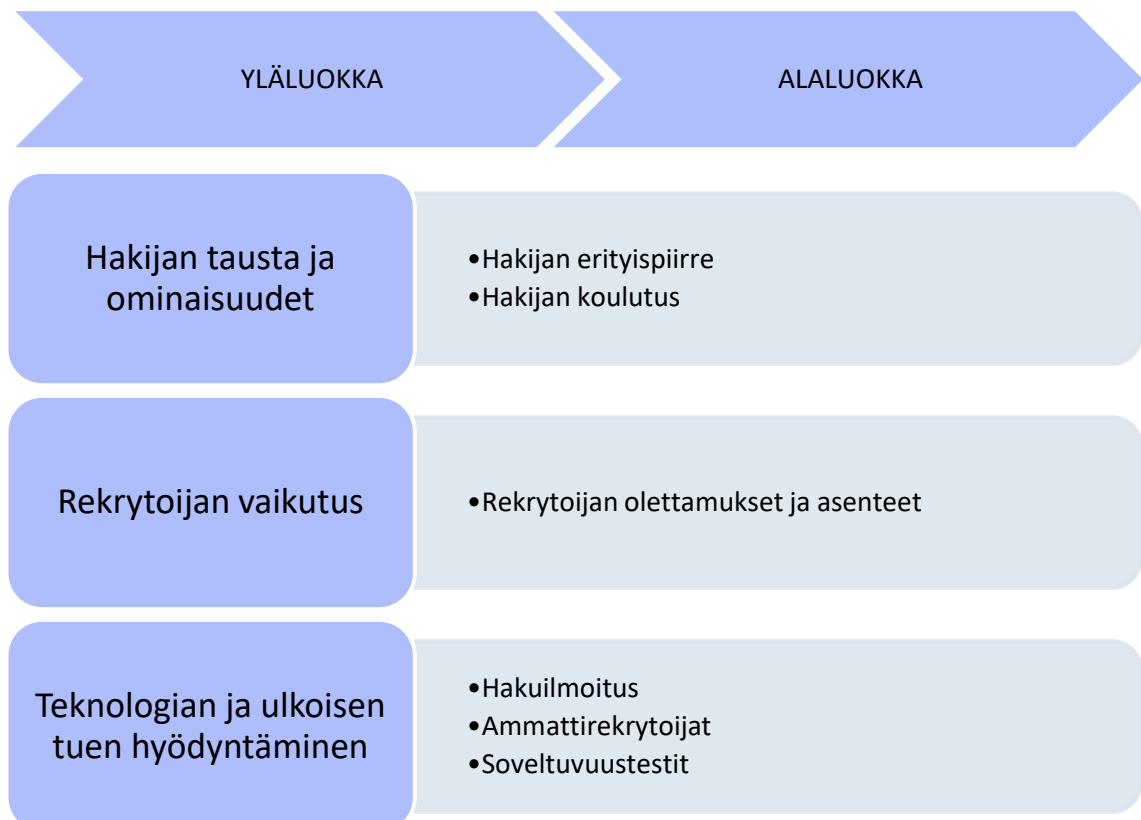 YLÄLUOKKA
ALALUOKKA
Hakijan tausta ja
ominaisuudet
•Hakijan erityispiirre
•Hakijan koulutus
Rekrytoijan vaikutus
•Rekrytoijan olettamukset ja asenteet
Teknologian ja ulkoisen
tuen hyödyntäminen
•Hakuilmoitus
•Ammattirekrytoijat
•Soveltuvuustestit